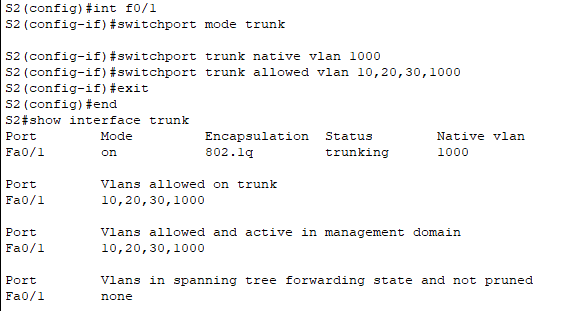 S2(config)#int f0/1
S2(config-if)#switchport mode trunk
S2(config-if)#switchport trunk native vlan 1000
S2(config-if)#switchport trunk allowed vlan 10,20,30,1000
S2(config-if)#exit
S2(config)#end
S2#show interface trunk
Port        Mode         Encapsulation  Status        Native vlan
Fa0/1       on           802.1q         trunking      1000
Port        Vlans allowed on trunk
Fa0/1       10,20,30,1000
Port        Vlans allowed and active in management domain
Fa0/1       10,20,30,1000
Port        Vlans in spanning tree forwarding state and not pruned
Fa0/1       none